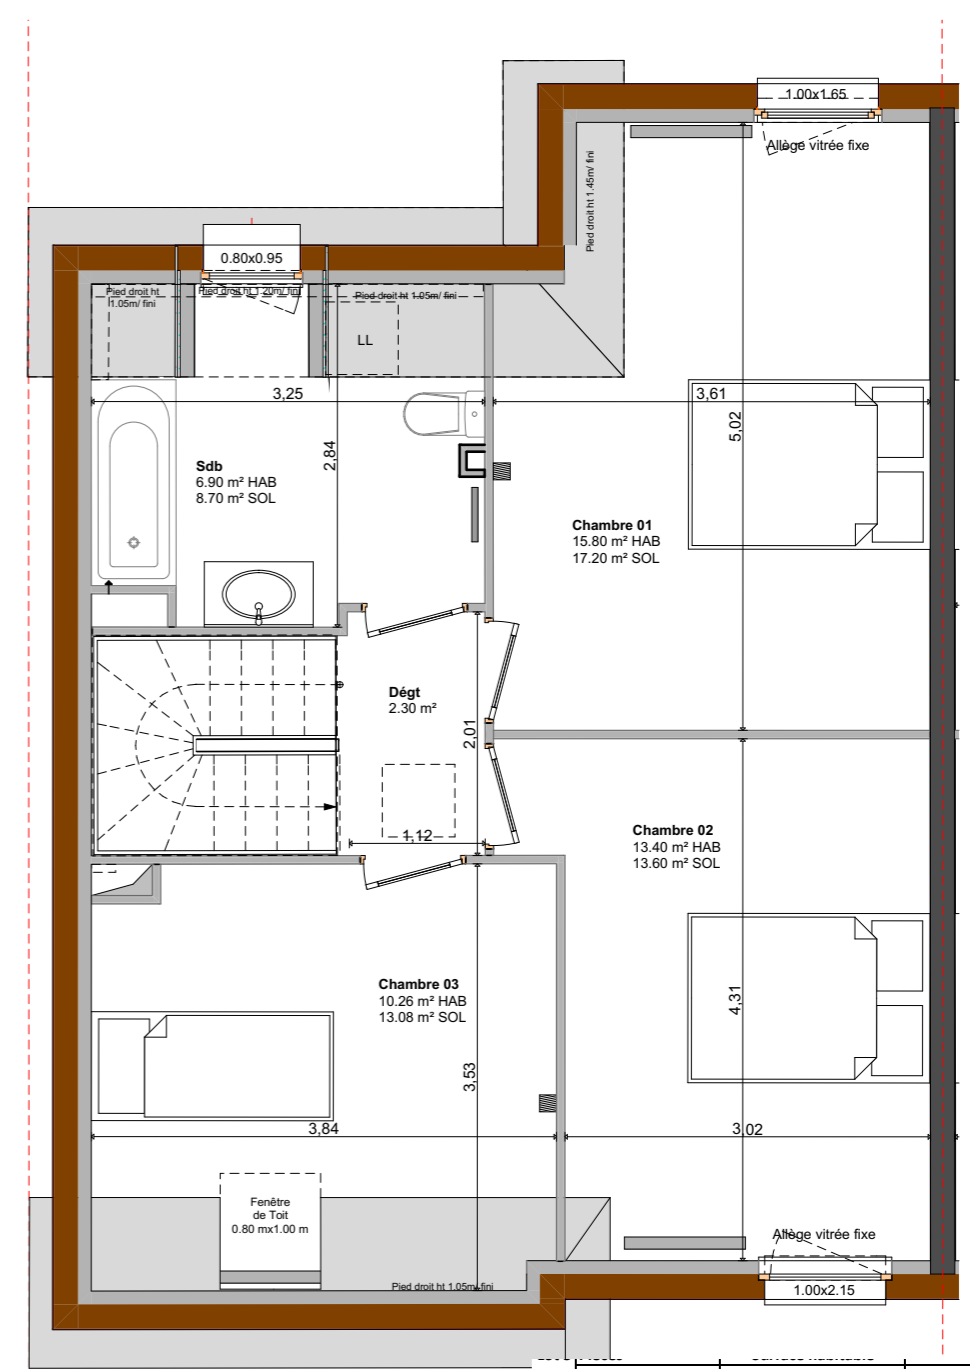 1.00x1.65
Allège vitrée fixe
Pied droit ht 1.45m/ fini
0.80x0.95
Pied droit ht
1.05m/ fini
Pied droit ht 1.20m/ fini
Pied droit ht 1.05m/ fini
LL
3,25
3,61
5,02
2,84
Sdb
6.90 m² HAB
8.70 m² SOL
Chambre 01
15.80 m² HAB
17.20 m² SOL
Dégt
2.30 m²
2,01
1,12
Chambre 02
13.40 m² HAB
13.60 m² SOL
Chambre 03
10.26 m² HAB
13.08 m² SOL
4,31
3,53
3,84
3,02
Fenêtre
de Toit
0.80 mx1.00 m
Allège vitrée fixe
Pied droit ht 1.05m/ fini
1.00x2.15